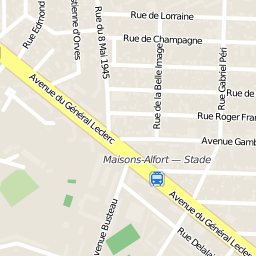 Rue de Lorraine
Rue Edmond
Rue du 8 Mai 1945
Rue de Champagne
Rue de la Belle Image
Rue Gabriel Péri
Rue de
Avenue du Général Leclerc
Rue Roger Fran
Avenue Gamb
Maisons-Alfort — Stade
Avenue du Général Leclerc
venue Busteau
Rue Delala